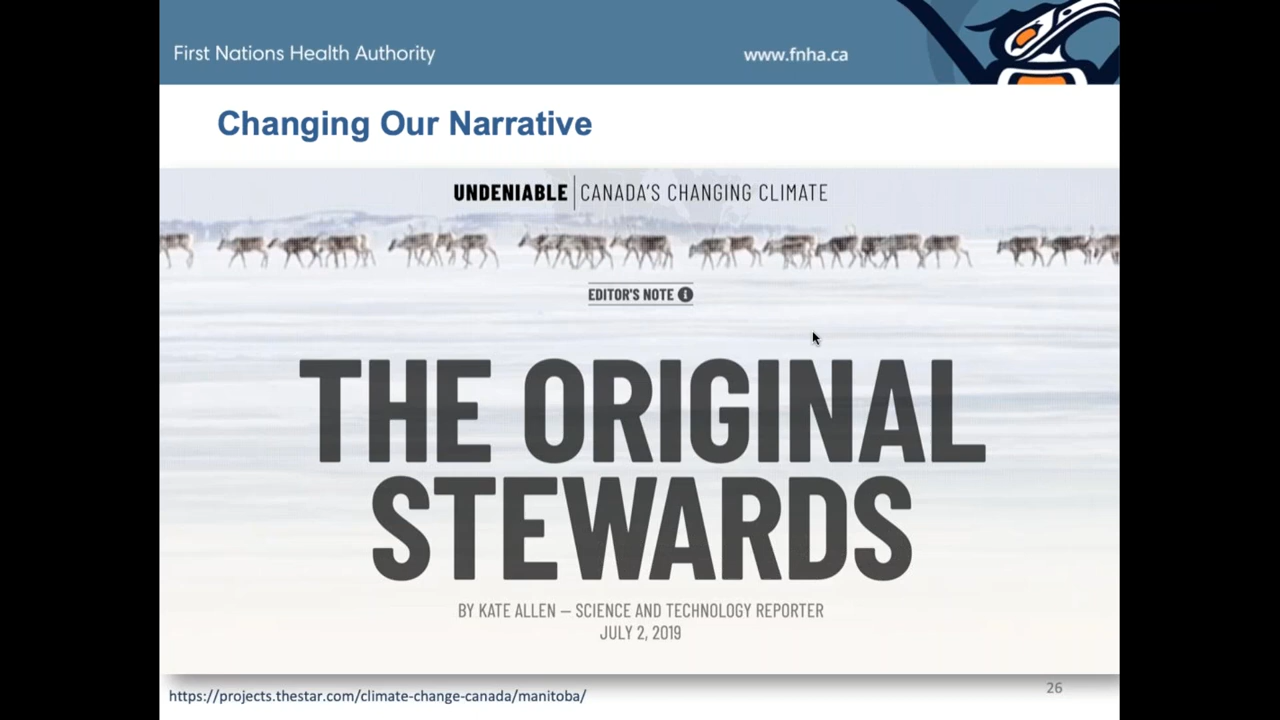 First Nations Health Authority
www.fnha.ca
Changing Our Narrative
UNDENIABLE | CANADA'S CHANGING CLIMATE
EDITOR'S NOTE
THE ORIGINAL
STEWARDS
BY KATE ALLEN — SCIENCE AND TECHNOLOGY REPORTER
JULY 2, 2019
https://projects.thestar.com/climate-change-canada/manitoba/
26